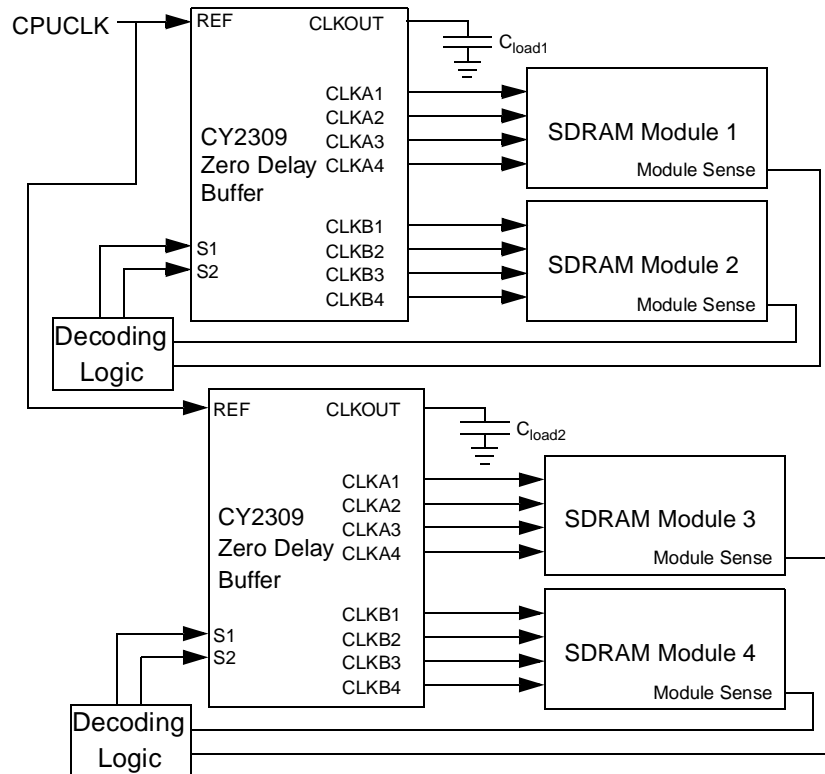 CPUCLK
REF
CLKOUT
Cload1
CLKA1
CLKA2
CLKA3
CLKA4
CY2309
Zero Delay
Buffer
SDRAM Module 1
Module Sense
CLKB1
CLKB2
CLKB3
CLKB4
S1
S2
SDRAM Module 2
Module Sense
Decoding
Logic
REF
CLKOUT
Cload2
CLKA1
CLKA2
CLKA3
CLKA4
CY2309
Zero Delay
Buffer
SDRAM Module 3
Module Sense
CLKB1
CLKB2
CLKB3
CLKB4
S1
S2
SDRAM Module 4
Module Sense
Decoding
Logic